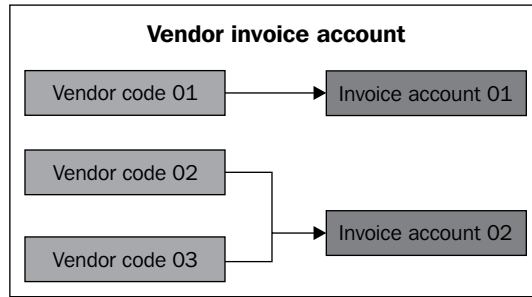 Vendor invoice account
Vendor code 01
Invoice account 01
Vendor code 02
Vendor code 03
Invoice account 02